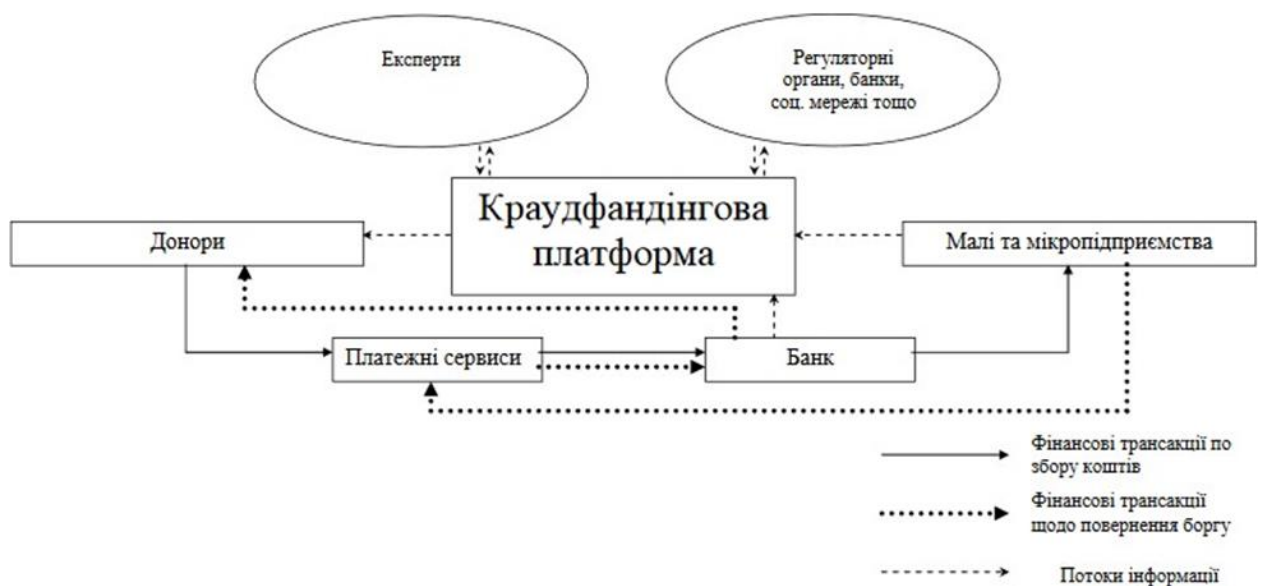 Експерти
Регуляторні
органи, банки,
соц. мережі тощо
Краудфандінгова
платформа
Донори
Малі та мікропідприємства
Платежні сервиси
Банк
Фінансові трансакції по
збору коштів
Фінансові трансакції
щодо повернення боргу
Потоки інформації